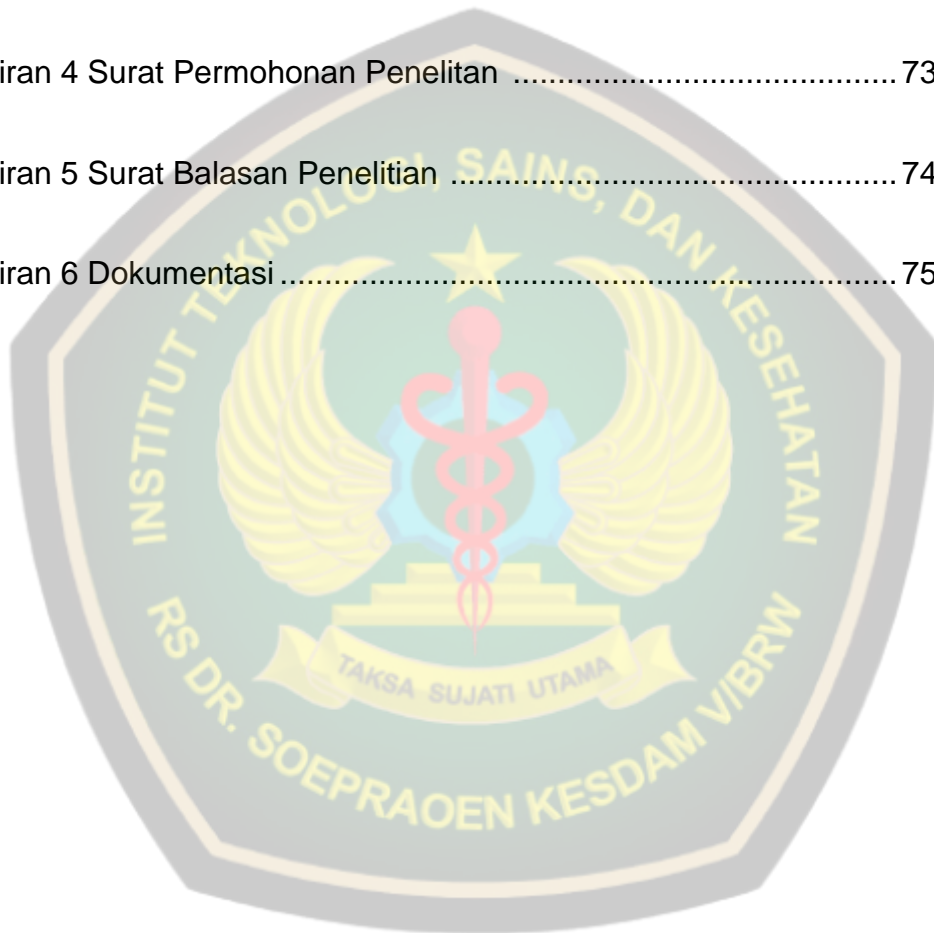 iran 4 Surat Permohonan Penelitan ........................................ 73
iran 5 Surat Balasan Penelitian ............................................... 74
iran 6 Dokumentasi ................................................................. 75
INSTITUT TEKNOLOGI, SAINS, DAN KESEHATAN
TAKSA SUJATI UTAMA
RS DR. SOEPRAOEN KESDAM V/BRW